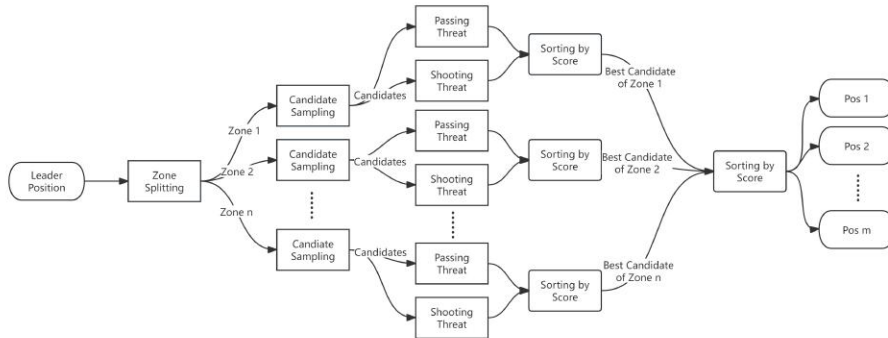 Leader
Position
Zone
Splitting
Zone 1
Zone 2
Zone n
Candidate
Sampling
Candidate
Sampling
Candiate
Sampling
Candidates
Candidates
Candidates
Passing
Threat
Shooting
Threat
Passing
Threat
Shooting
Threat
Passing
Threat
Shooting
Threat
Sorting by
Score
Sorting by
Score
Sorting by
Score
Best Candidate
of Zone 1
Best Candidate
of Zone 2
Best Candidate
of Zone n
Sorting by
Score
Pos 1
Pos 2
Pos m